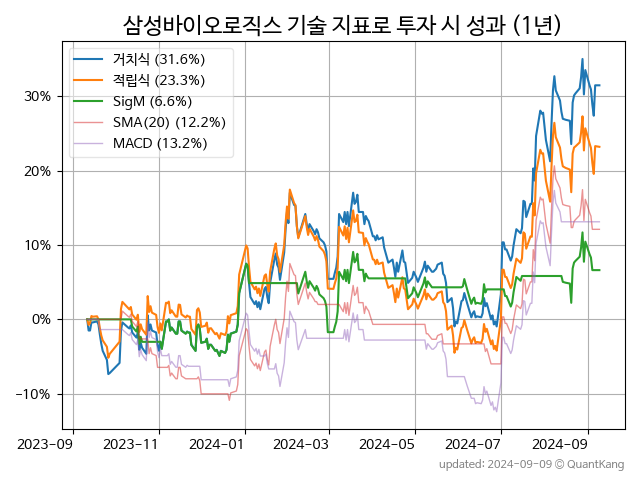 삼성바이오로직스 기술 지표로 투자 시 성과 (1년)
거치식 (31.6%)
적립식 (23.3%)
SigM (6.6%)
SMA(20) (12.2%)
MACD (13.2%)
30%
20%
10%
0%
−10%
2023-09 2023-11 2024-01 2024-03 2024-05 2024-07 2024-09
updated: 2024-09-09 © QuantKang